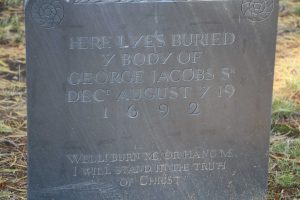 HERE LYES BURIED
Y BODY OF
GEORGE JACOBS Sr
DECd AUGUST Y 19
1692
WELL! BURN ME OR HANG ME.
I WILL STAND IN THE TRUTH
OF CHRIST